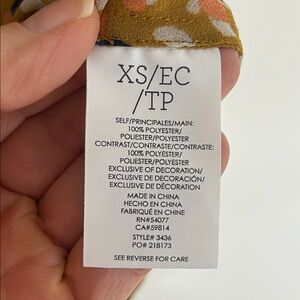 XS/EC
/TP
SELF/PRINCIPALES/MAIN:
100% POLYESTER/
POLIESTER/POLYESTER
CONTRAST/CONTRASTE/CONTRASTE:
100% POLYESTER/
POLIESTER/POLYESTER
EXCLUSIVE OF DECORATION/
EXCLUSIVE DE DECORACIÓN/
EXCLUSIVE DE DÉCORATION
MADE IN CHINA
HECHO EN CHINA
FABRIQUÉ EN CHINE
RN#54077
CA#59814
STYLE# 3436
PO# 218173
SEE REVERSE FOR CARE